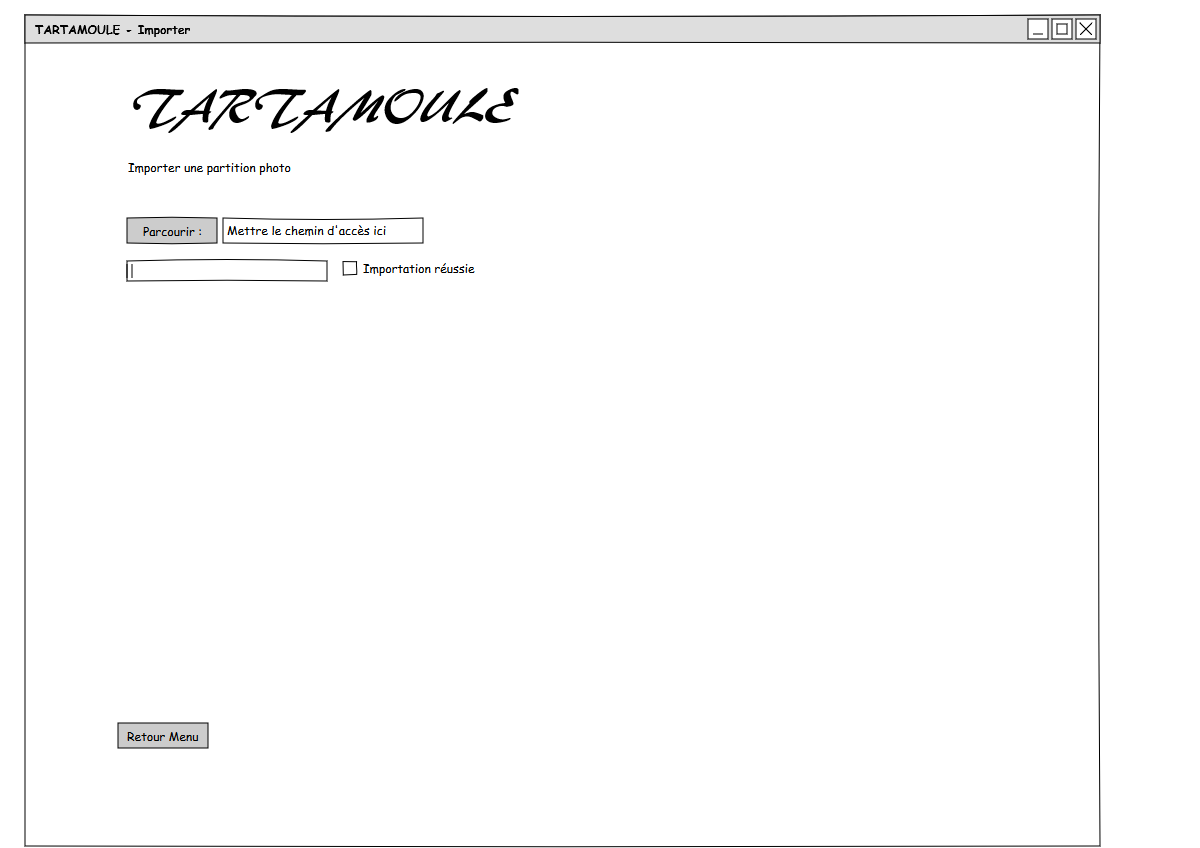 TARTAMOULE - Importer
TARTAMOULE
Importer une partition photo
Parcourir :
Mettre le chemin d'accès ici
Importation réussie
Retour Menu